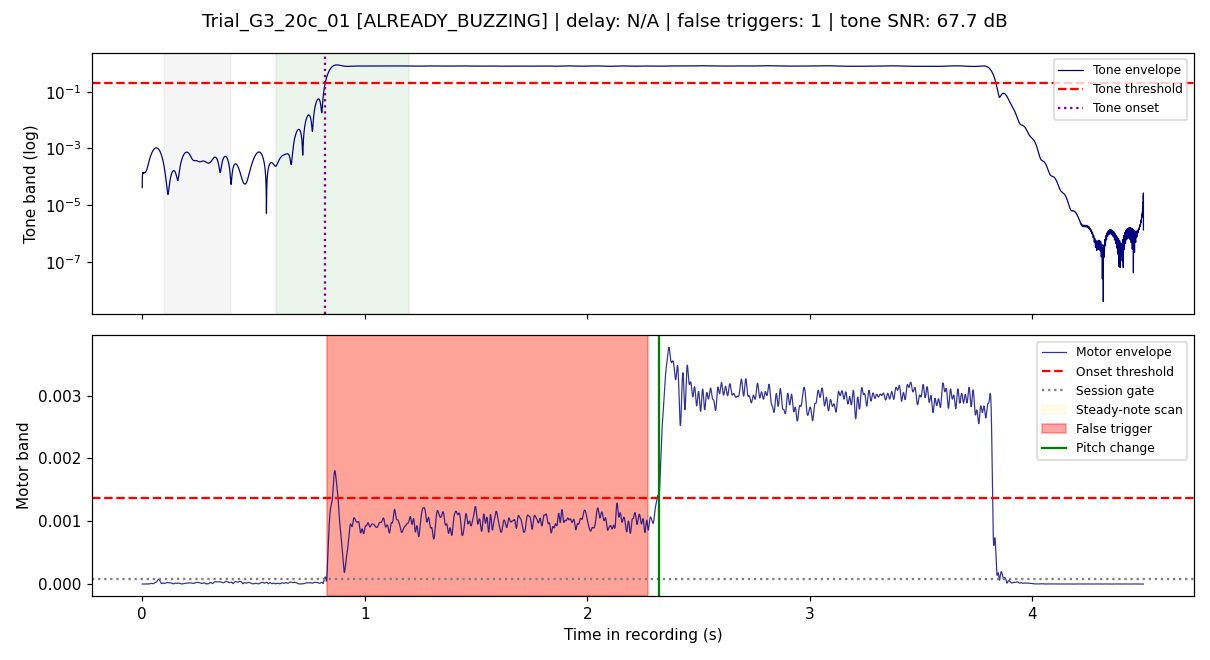 Trial_G3_20c_01 [ALREADY_BUZZING] | delay: N/A | false triggers: 1 | tone SNR: 67.7 dB
Tone band (log)
10⁻¹
10⁻³
10⁻⁵
10⁻⁷
Tone envelope
Tone threshold
Tone onset
Motor band
0.003
0.002
0.001
0.000
Motor envelope
Onset threshold
Session gate
Steady-note scan
False trigger
Pitch change
0 1 2 3 4
Time in recording (s)